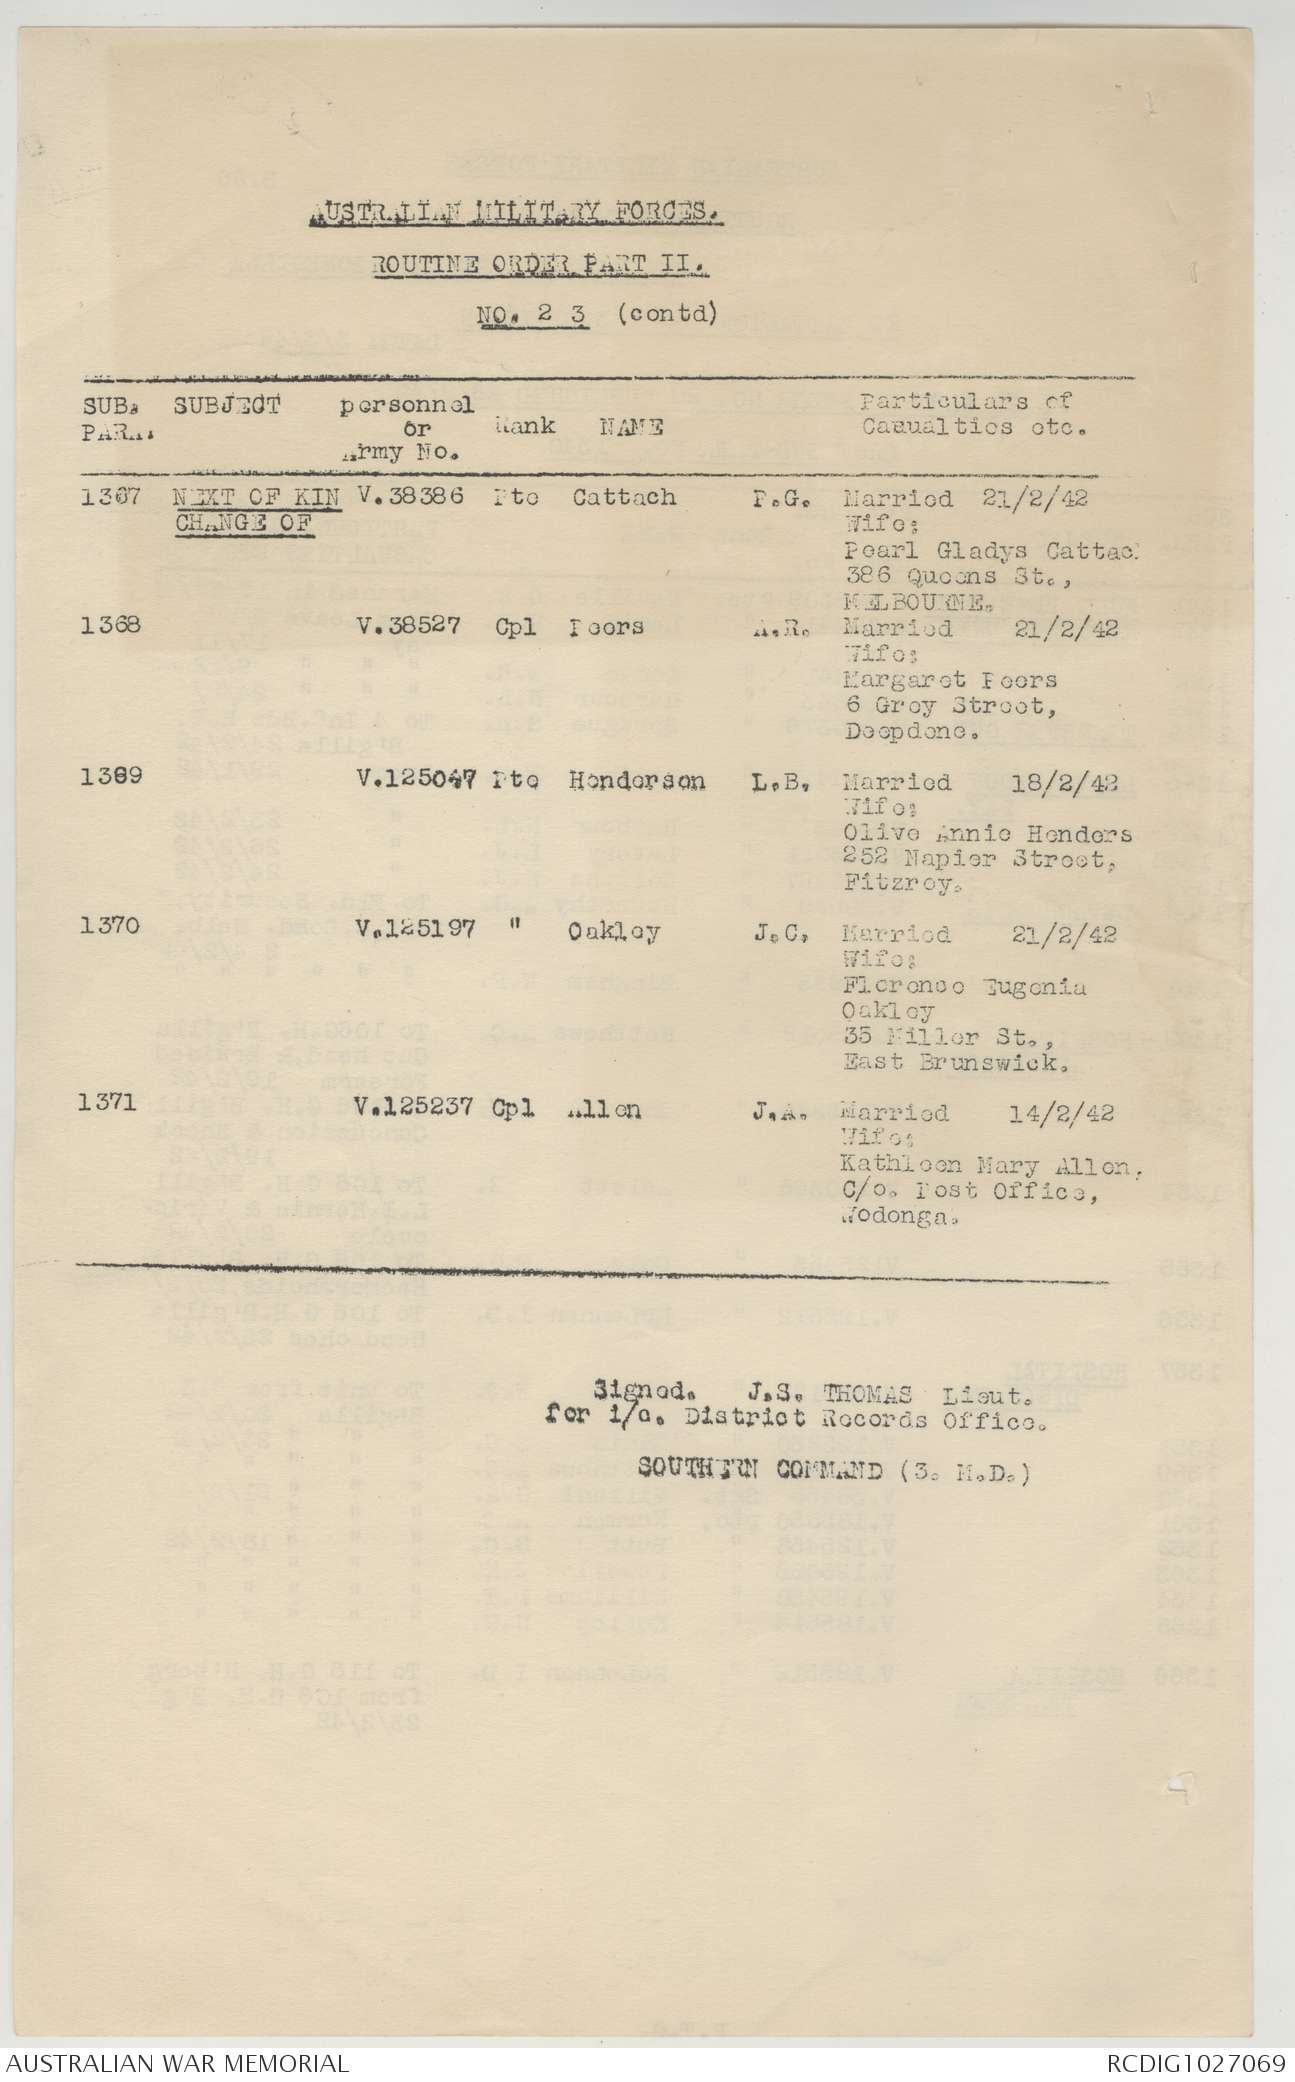 AUSTRALIAN MILITARY FORCES.
ROUTINE ORDER PART II.
NO. 2 3 (contd)
SUB. SUBJECT personnel Rank NAME Particulars of
PARA. or Casualties etc.
Army No.
1367 NEXT OF KIN V.38386 Pte Cattach P.G. Married 21/2/42
CHANGE OF Wife;
Pearl Gladys Cattach
386 Queens St.,
MELBOURNE.
1368 V.38527 Cpl Peers A.R. Married 21/2/42
Wife;
Margaret Peers
6 Grey Street,
Deepdene.
1369 V.125047 Pte Henderson L.B. Married 18/2/42
Wife;
Olive Annie Henders
252 Napier Street,
Fitzroy.
1370 V.125197 " Oakley J.C. Married 21/2/42
Wife;
Florence Eugenia
Oakley
35 Miller St.,
East Brunswick.
1371 V.125237 Cpl Allen J.A. Married 14/2/42
Wife;
Kathleen Mary Allen,
C/o. Post Office,
Wodonga.
Signed. J.S. THOMAS Lieut.
for i/c. District Records Office.
SOUTHERN COMMAND (3. M.D.)
AUSTRALIAN WAR MEMORIAL RCDIG1027069